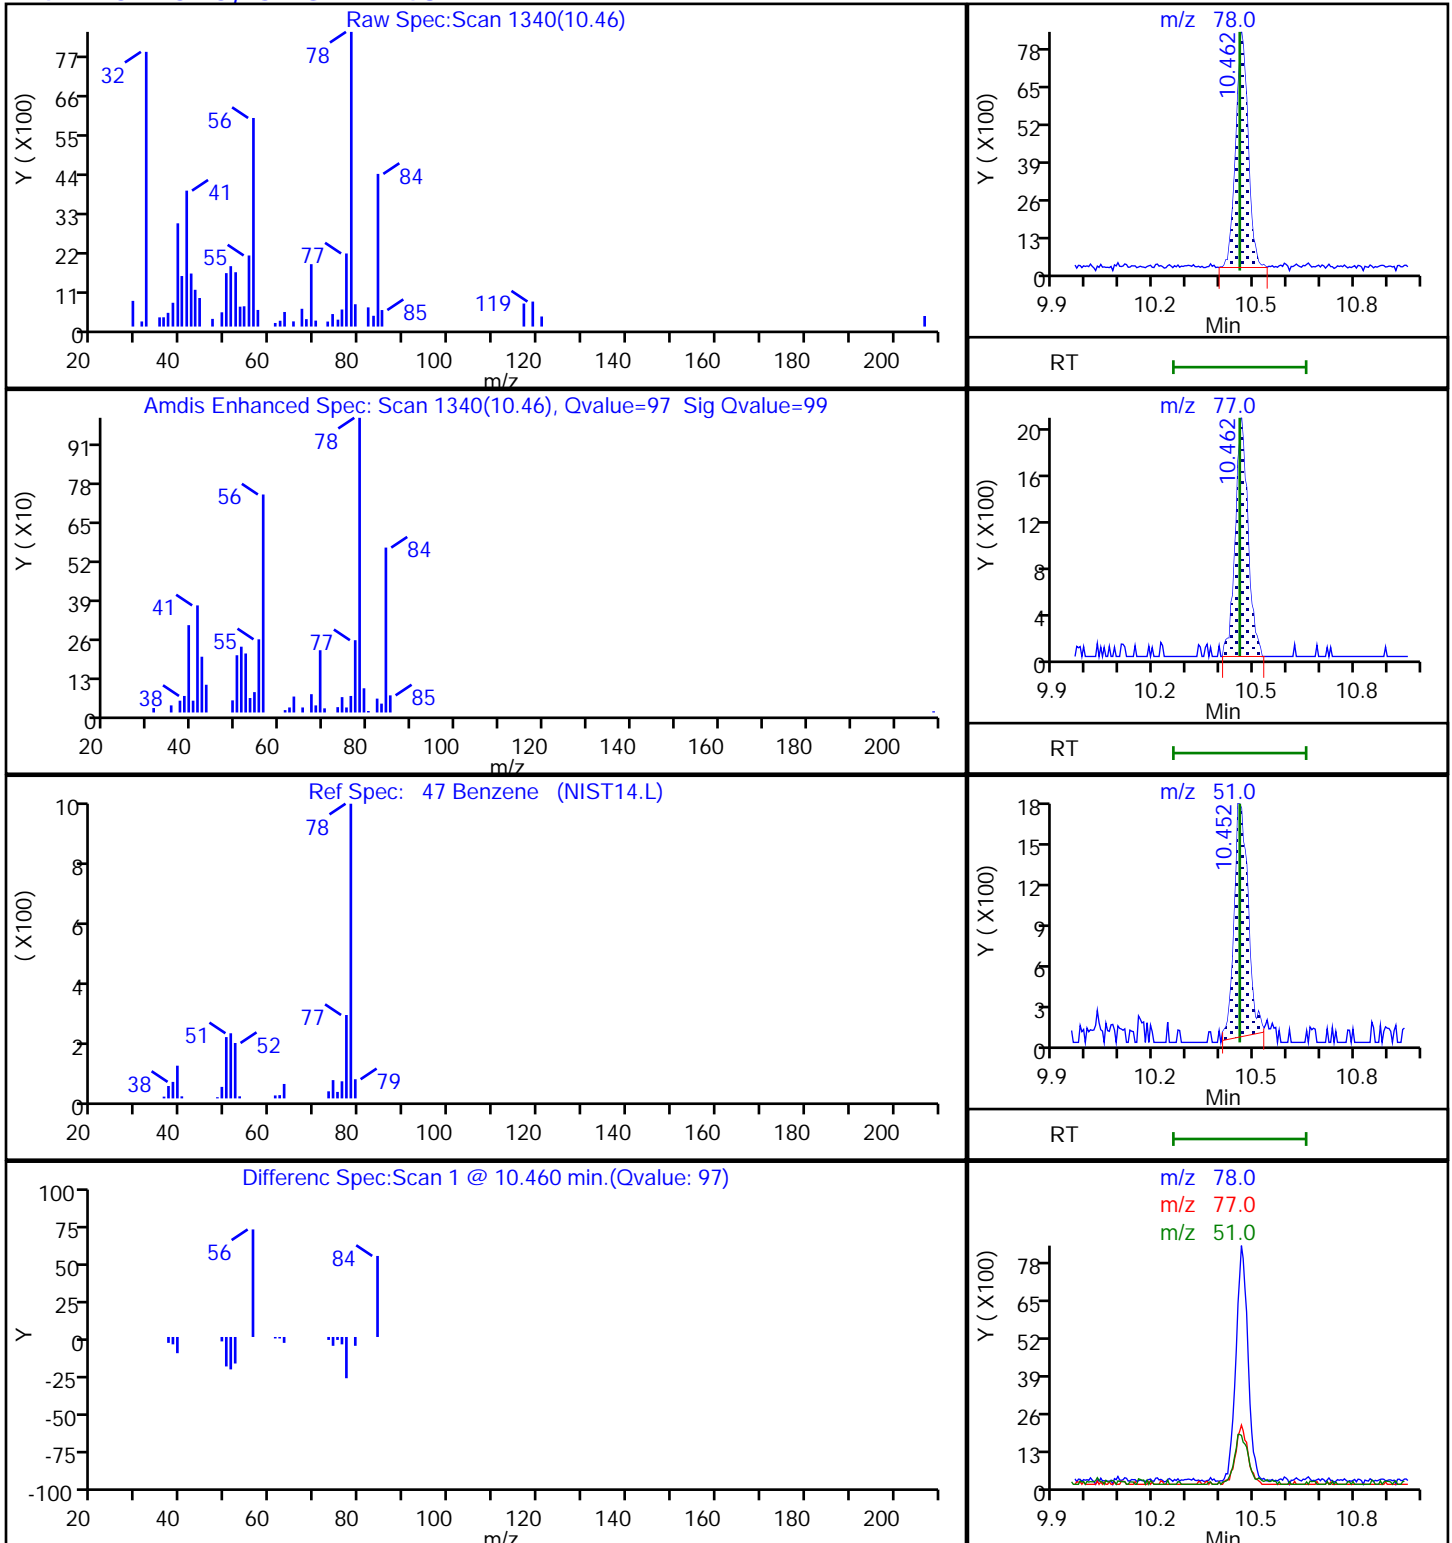 Raw Spec:Scan 1340(10.46)
Y ( X100)
77
66
55
44
33
22
11
0
32
41
55
56
77
78
84
85
119
20 40 60 80 100 120 140 160 180 200
m/z
m/z 78.0
Y ( X100)
78
65
52
39
26
13
0
10.462
9.9 10.2 10.5 10.8
Min
RT
Amdis Enhanced Spec: Scan 1340(10.46), Qvalue=97 Sig Qvalue=99
Y ( X10)
91
78
65
52
39
26
13
0
38
41
55
56
77
78
84
85
20 40 60 80 100 120 140 160 180 200
m/z
m/z 77.0
Y ( X100)
20
16
12
8
4
0
10.462
9.9 10.2 10.5 10.8
Min
RT
Ref Spec: 47 Benzene (NIST14.L)
( X100)
10
8
6
4
2
0
38
51
52
77
78
79
20 40 60 80 100 120 140 160 180 200
m/z 51.0
Y ( X100)
18
15
12
9
6
3
0
10.452
9.9 10.2 10.5 10.8
Min
RT
Differenc Spec:Scan 1 @ 10.460 min.(Qvalue: 97)
Y
100
75
50
25
0
-25
-50
-75
-100
56
84
20 40 60 80 100 120 140 160 180 200
m/z
m/z 78.0
m/z 77.0
m/z 51.0
Y ( X100)
78
65
52
39
26
13
0
9.9 10.2 10.5 10.8
Min